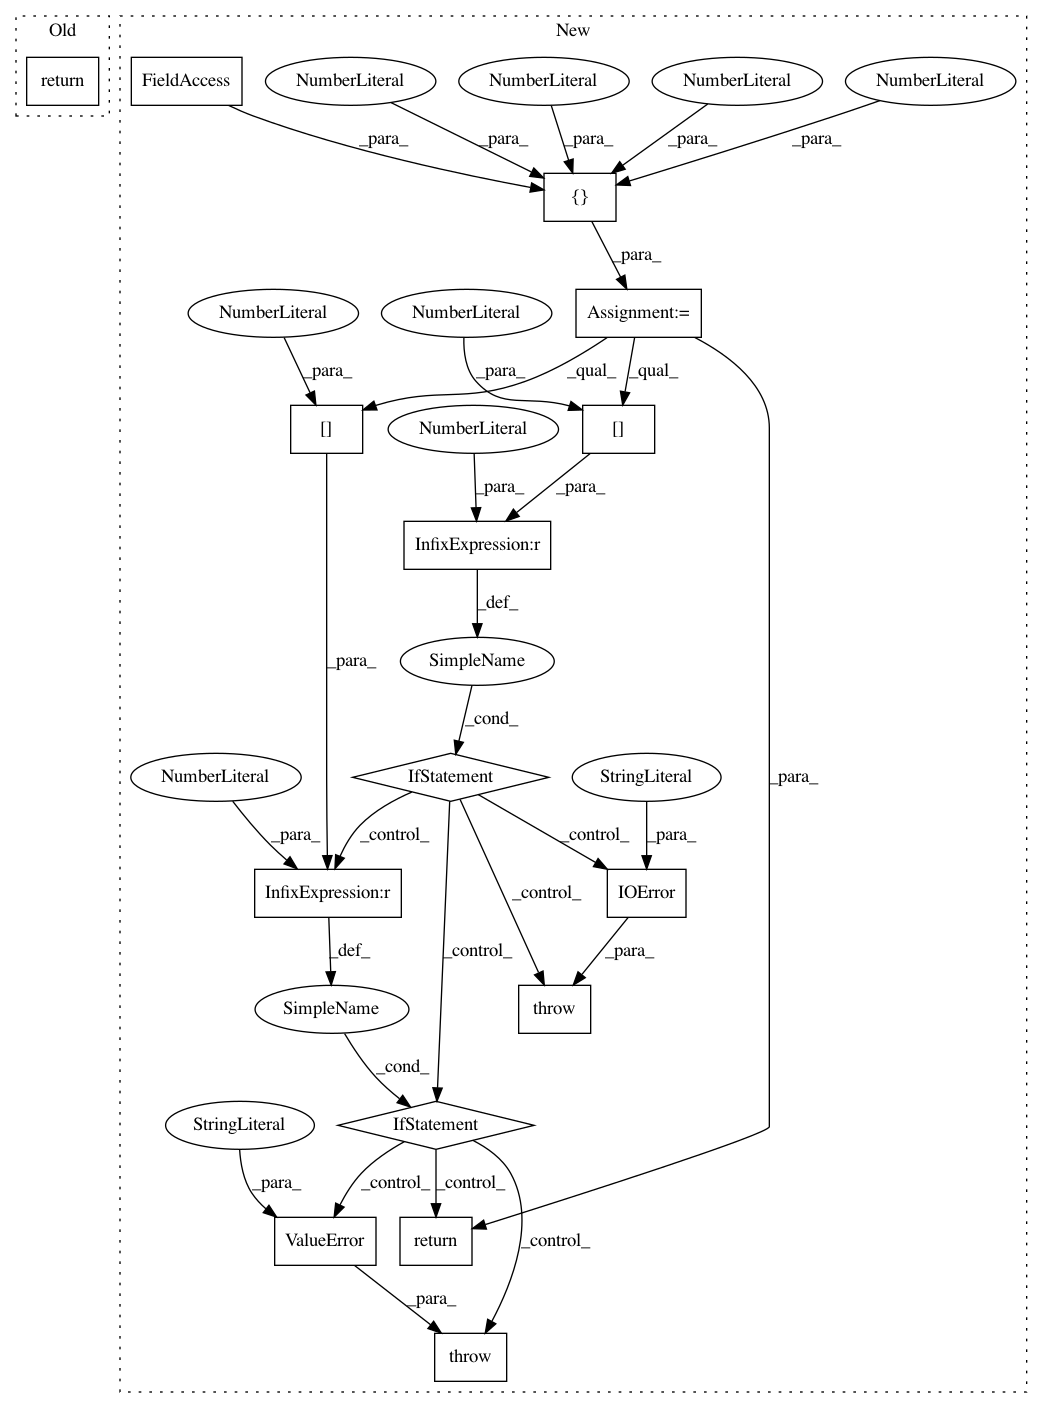 Old
New
return
FieldAccess
NumberLiteral
NumberLiteral
NumberLiteral
NumberLiteral
_para_
_para_
_para_
_para_
_para_
{}
_para_
NumberLiteral
NumberLiteral
Assignment:=
_para_
_para_
_qual_
_qual_
[]
NumberLiteral
[]
_para_
_para_
InfixExpression:r
_def_
_para_
SimpleName
_cond_
NumberLiteral
IfStatement
StringLiteral
_para_
_para_
_control_
_control_
_para_
InfixExpression:r
IOError
_control_
_def_
_control_
_para_
SimpleName
throw
_cond_
StringLiteral
IfStatement
_para_
_control_
_control_
ValueError
return
_control_
_para_
throw